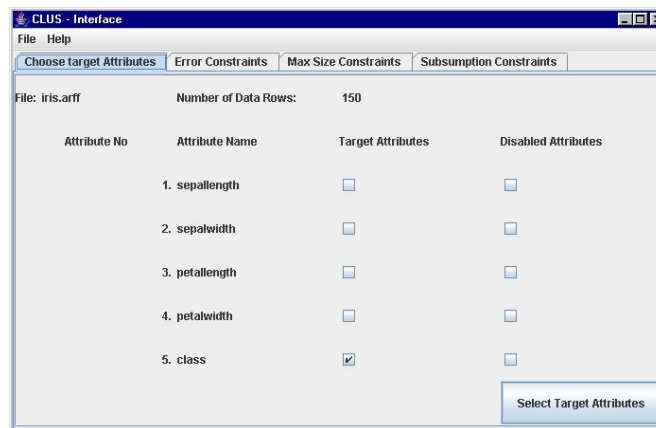 CLUS - Interface
File Help
Choose target Attributes Error Constraints Max Size Constraints Subsumption Constraints
File: iris.arff Number of Data Rows: 150
Attribute No Attribute Name Target Attributes Disabled Attributes
1. sepallength
2. sepalwidth
3. petallength
4. petalwidth
5. class
Select Target Attributes